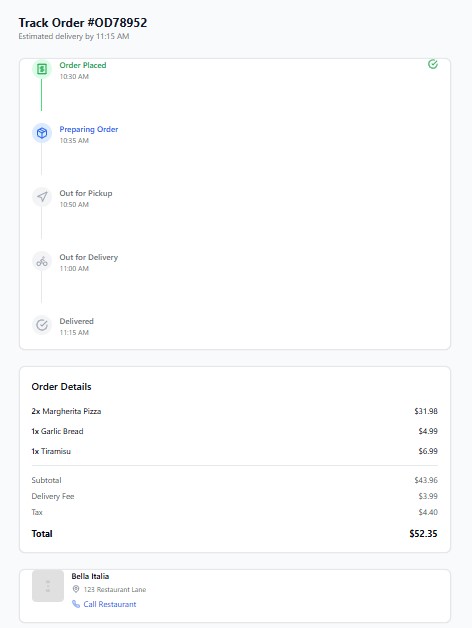 Track Order #OD78952
Estimated delivery by 11:15 AM
Order Placed
10:30 AM
Preparing Order
10:35 AM
Out for Pickup
10:50 AM
Out for Delivery
11:00 AM
Delivered
11:15 AM
Order Details
2x Margherita Pizza $31.98
1x Garlic Bread $4.99
1x Tiramisu $6.99
Subtotal $43.96
Delivery Fee $3.99
Tax $4.40
Total $52.35
Bella Italia
123 Restaurant Lane
Call Restaurant